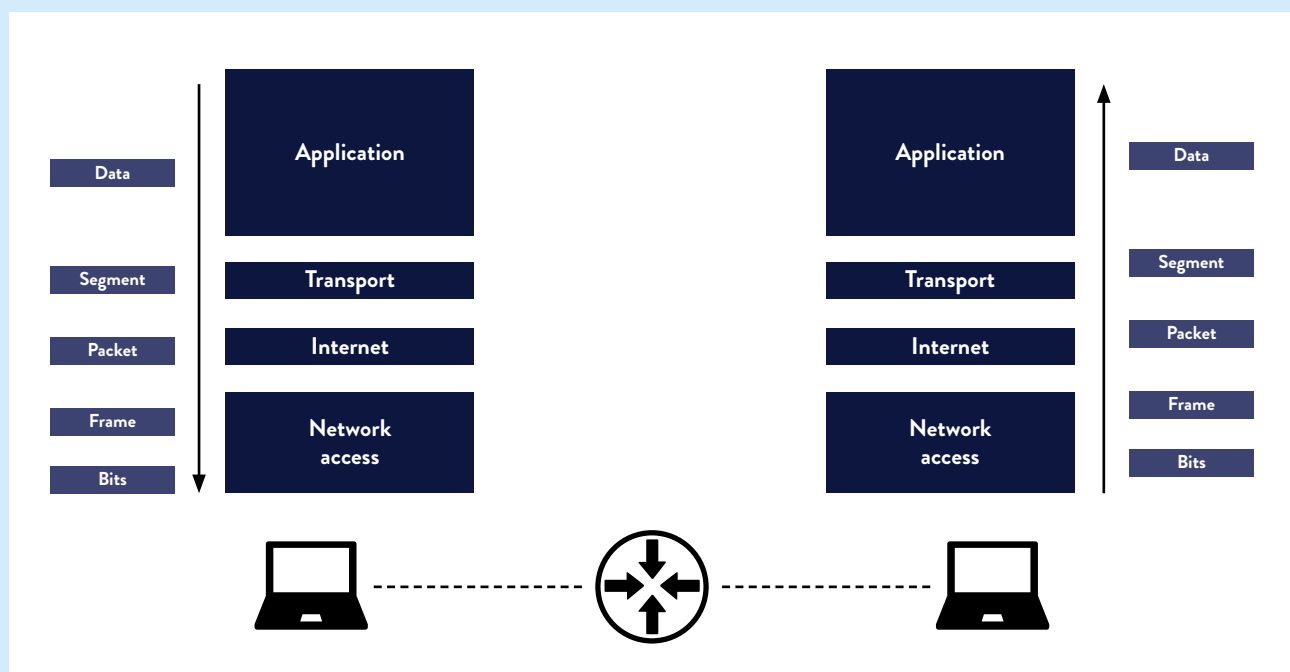 Data
Segment
Packet
Frame
Bits
Application
Transport
Internet
Network
access
Application
Transport
Internet
Network
access
Data
Segment
Packet
Frame
Bits